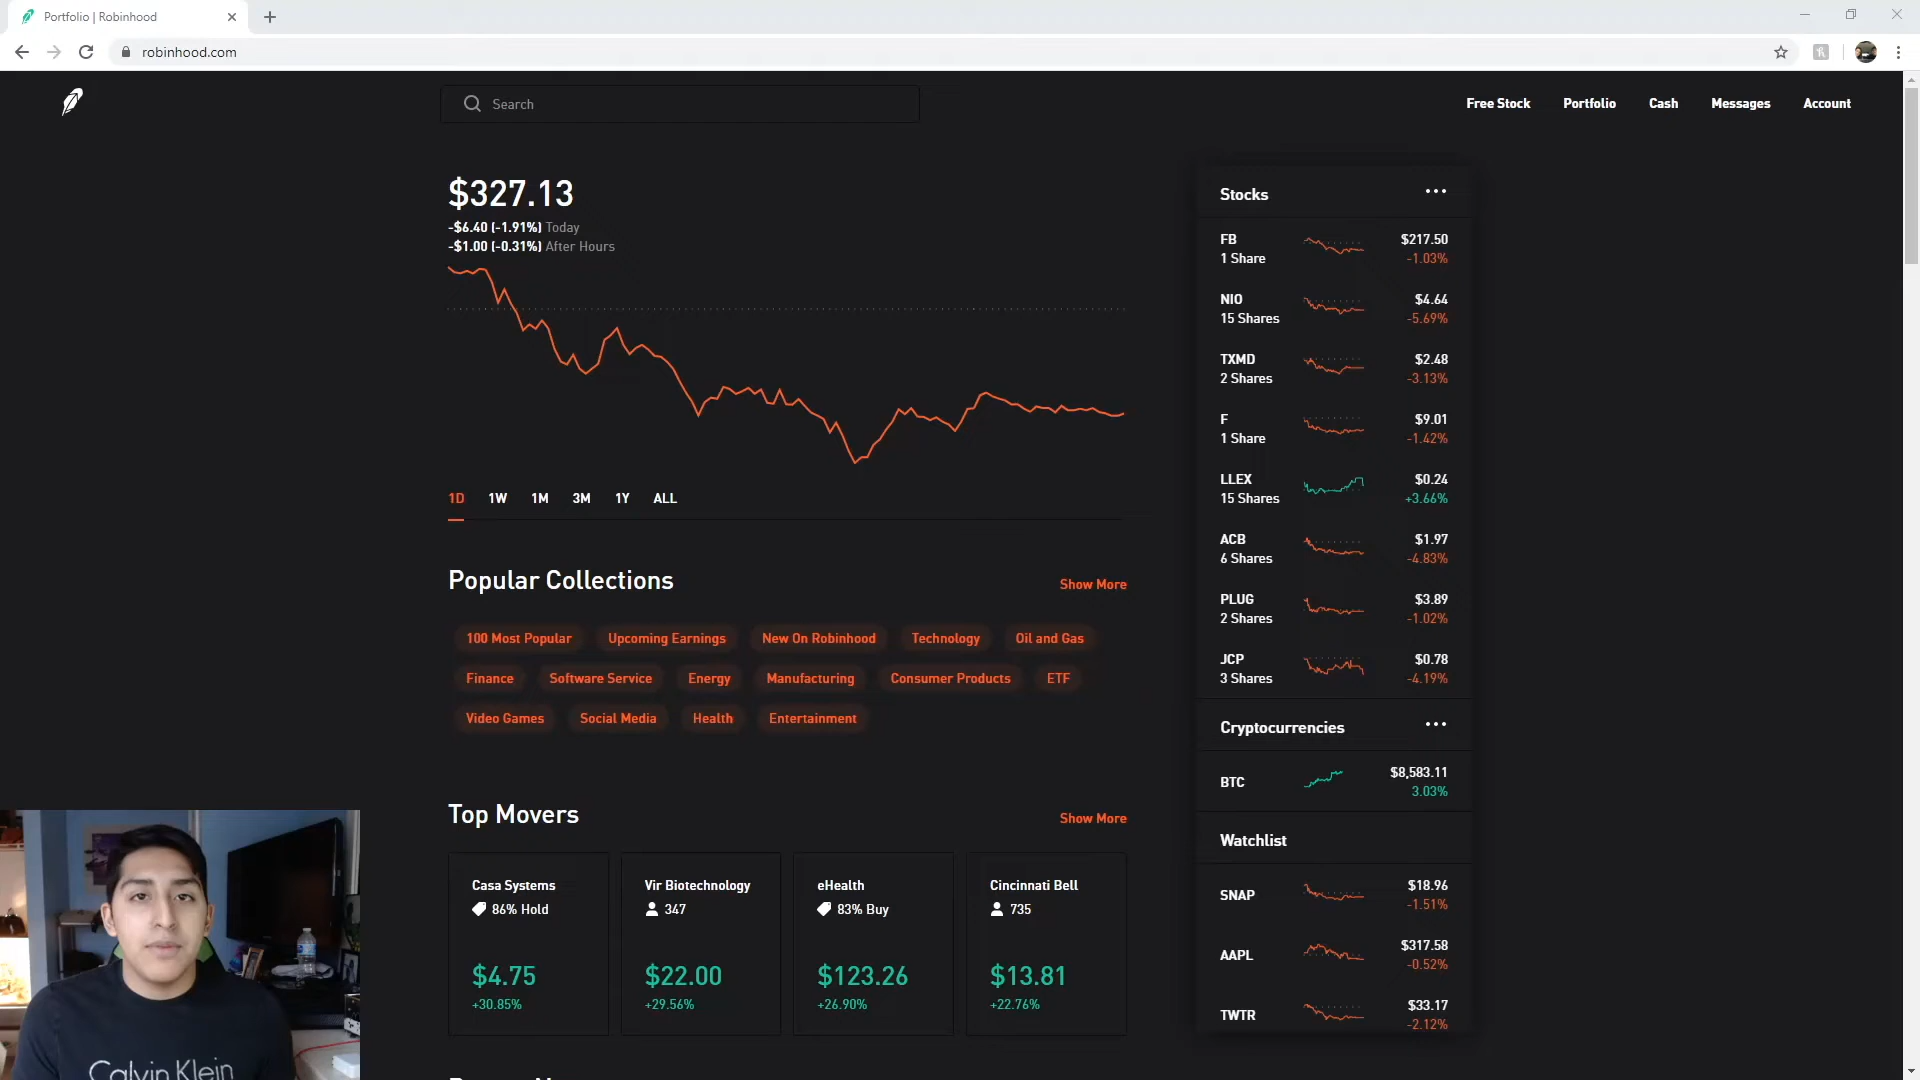 Portfolio | Robinhood
robinhood.com
Search
Free Stock
Portfolio
Cash
Messages
Account
$327.13
-$6.40 (-1.91%) Today
-$1.00 (-0.31%) After Hours
1D 1W 1M 3M 1Y ALL
Popular Collections
Show More
100 Most Popular
Upcoming Earnings
New On Robinhood
Technology
Oil and Gas
Finance
Software Service
Energy
Manufacturing
Consumer Products
ETF
Video Games
Social Media
Health
Entertainment
Top Movers
Show More
Casa Systems
86% Hold
$4.75
+30.85%
Vir Biotechnology
347
$22.00
+29.56%
eHealth
83% Buy
$123.26
+26.90%
Cincinnati Bell
735
$13.81
+22.76%
Stocks
FB $217.50
1 Share -1.03%
NIO $4.64
15 Shares -5.69%
TXMD $2.48
2 Shares -3.13%
F $9.01
1 Share -1.42%
LLEX $0.24
15 Shares +3.66%
ACB $1.97
6 Shares -4.83%
PLUG $3.89
2 Shares -1.02%
JCP $0.78
3 Shares -4.19%
Cryptocurrencies
BTC
$8,583.11
3.03%
Watchlist
SNAP
$18.96
-1.51%
AAPL
$317.58
-0.52%
TWTR
$33.17
-2.12%
Calvin Klein